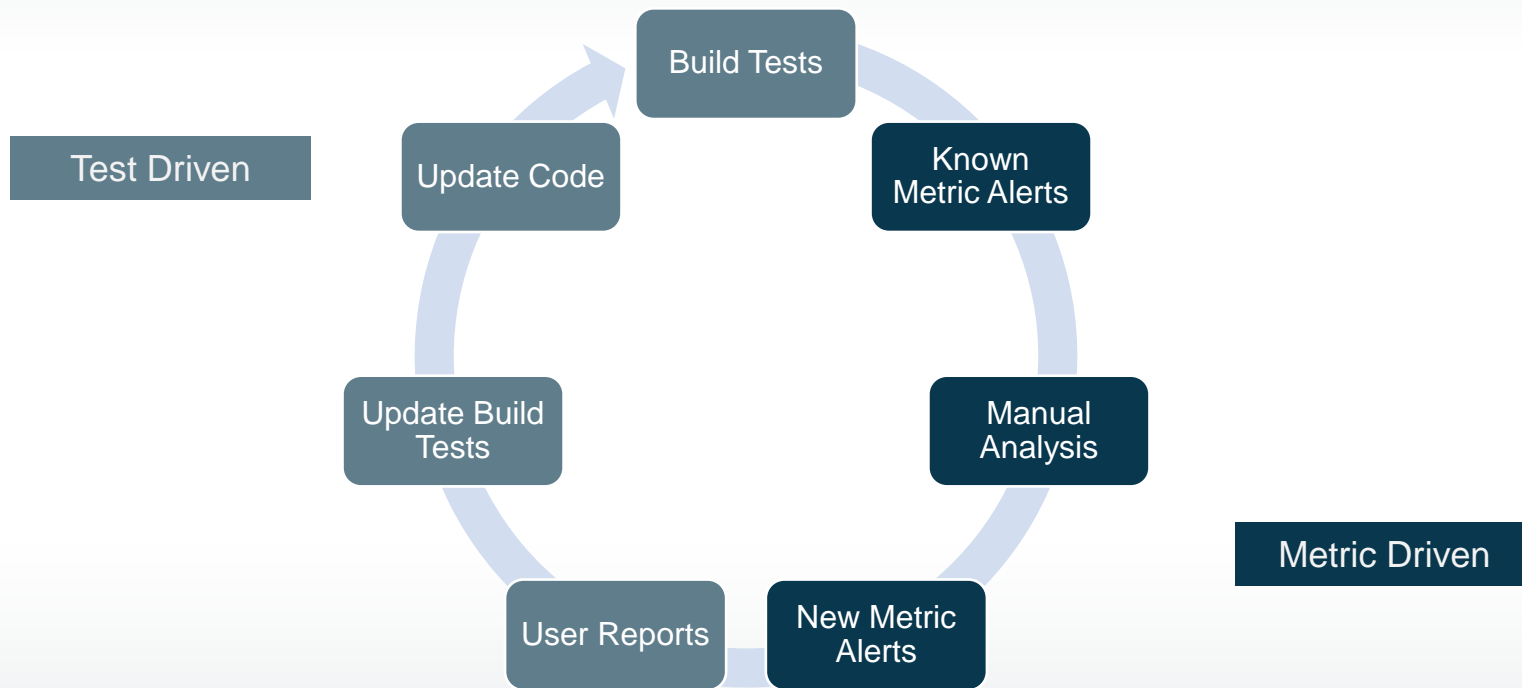 Build Tests
Known
Metric Alerts
Manual
Analysis
New Metric
Alerts
User Reports
Update Build
Tests
Update Code
Test Driven
Metric Driven